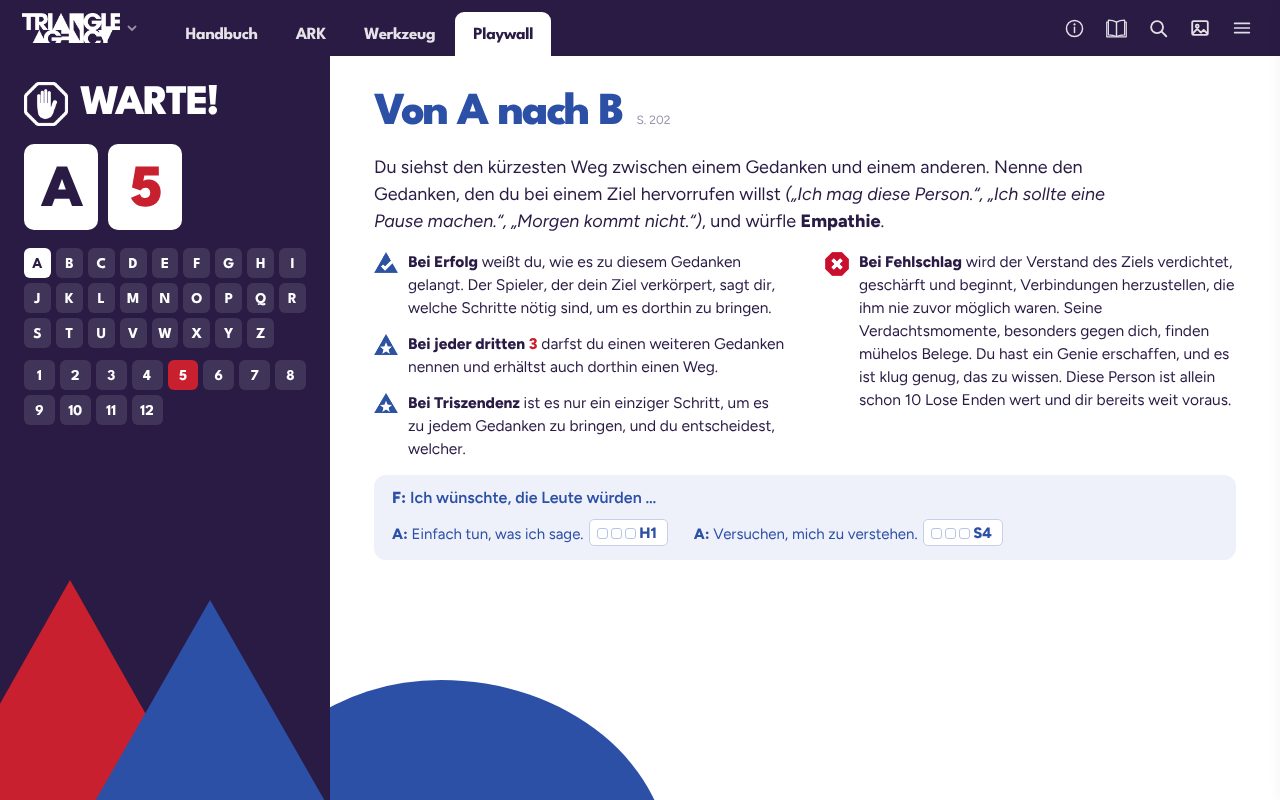 TRIANGLE
AGENCY
Handbuch
ARK
Werkzeug
Playwall
WARTE!
A 5
A B C D E F G H I
J K L M N O P Q R
S T U V W X Y Z
1 2 3 4 5 6 7 8
9 10 11 12
Von A nach B S. 202
Du siehst den kürzesten Weg zwischen einem Gedanken und einem anderen. Nenne den
Gedanken, den du bei einem Ziel hervorrufen willst („Ich mag diese Person.“, „Ich sollte eine
Pause machen.“, „Morgen kommt nicht.“), und würfle Empathie.
Bei Erfolg weißt du, wie es zu diesem Gedanken
gelangt. Der Spieler, der dein Ziel verkörpert, sagt dir,
welche Schritte nötig sind, um es dorthin zu bringen.
Bei jeder dritten 3 darfst du einen weiteren Gedanken
nennen und erhältst auch dorthin einen Weg.
Bei Triszendenz ist es nur ein einziger Schritt, um es
zu jedem Gedanken zu bringen, und du entscheidest,
welcher.
Bei Fehlschlag wird der Verstand des Ziels verdichtet,
geschärft und beginnt, Verbindungen herzustellen, die
ihm nie zuvor möglich waren. Seine
Verdachtsmomente, besonders gegen dich, finden
mühelos Belege. Du hast ein Genie erschaffen, und es
ist klug genug, das zu wissen. Diese Person ist allein
schon 10 Lose Enden wert und dir bereits weit voraus.
F: Ich wünschte, die Leute würden ...
A: Einfach tun, was ich sage. H1
A: Versuchen, mich zu verstehen. S4